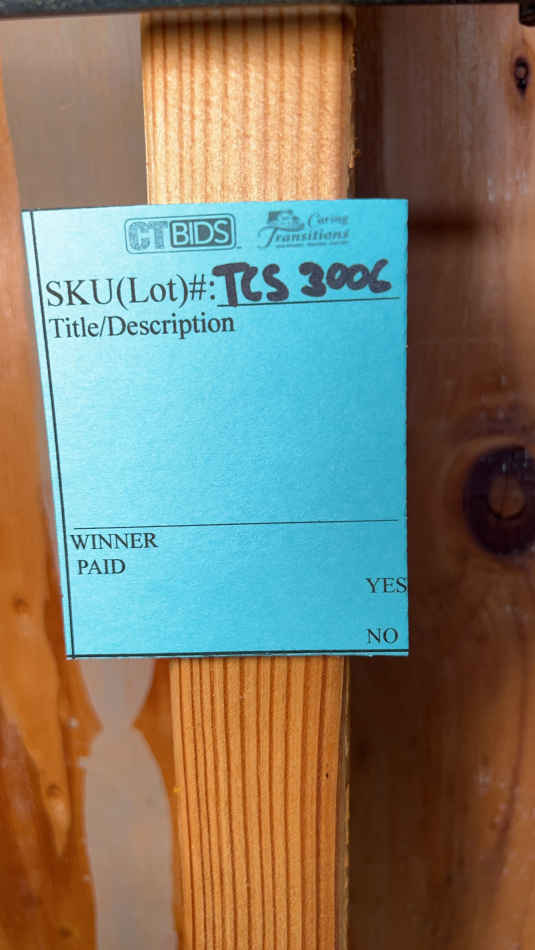 CTBIDS
Caring
Transitions
SKU(Lot)#: TCS 3006
Title/Description
WINNER
PAID
YES
NO